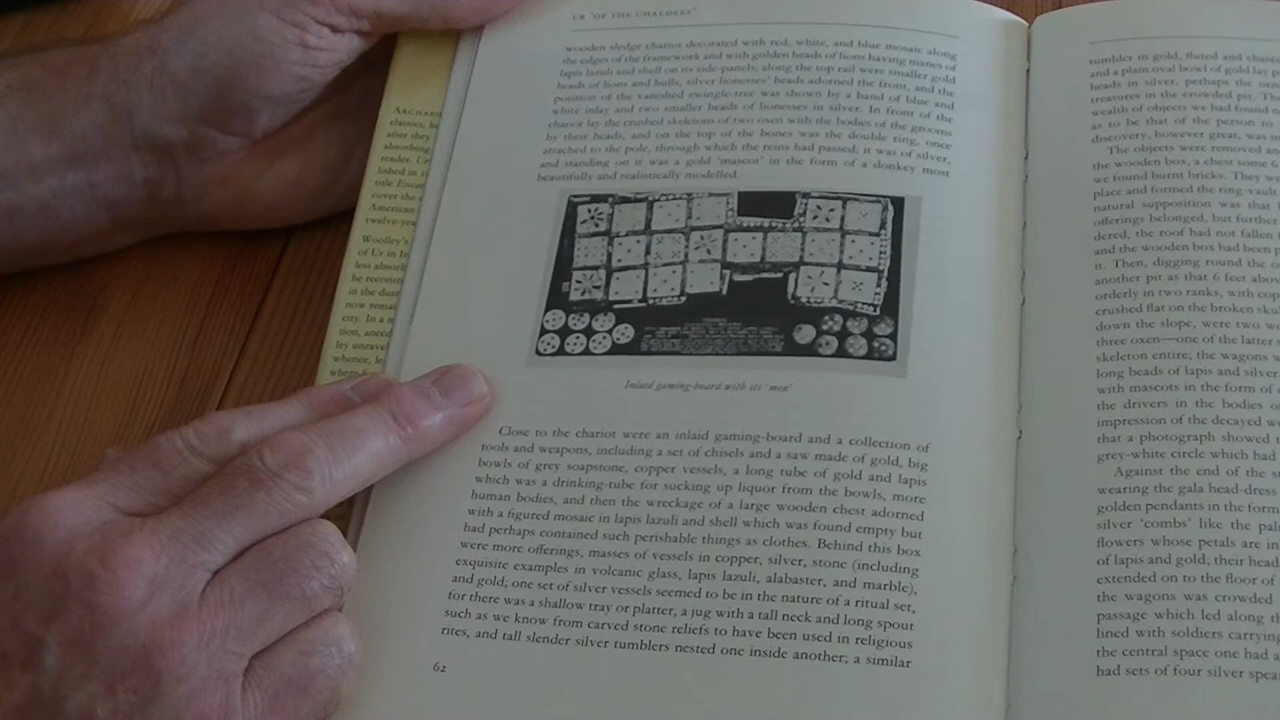 UR 'OF THE CHALDEES'
wooden sledge chariot decorated with red, white, and blue mosaic along
the edges of the framework and with golden heads of lions having manes of
lapis lazuli and shell on its side-panels; along the top rail were smaller gold
heads of lions and bulls, silver lionesses' heads adorned the front, and the
position of the vanished swingle-tree was shown by a band of blue and
white inlay and two smaller heads of lionesses in silver. In front of the
chariot lay the crushed skeletons of two oxen with the bodies of the grooms
by their heads, and on the top of the bones was the double ring, once
attached to the pole, through which the reins had passed; it was of silver,
and standing on it was a gold 'mascot' in the form of a donkey most
beautifully and realistically modelled.
Inlaid gaming-board with its 'men'
Close to the chariot were an inlaid gaming-board and a collection of
tools and weapons, including a set of chisels and a saw made of gold, big
bowls of grey soapstone, copper vessels, a long tube of gold and lapis
which was a drinking-tube for sucking up liquor from the bowls, more
human bodies, and then the wreckage of a large wooden chest adorned
with a figured mosaic in lapis lazuli and shell which was found empty but
had perhaps contained such perishable things as clothes. Behind this box
were more offerings, masses of vessels in copper, silver, stone (including
exquisite examples in volcanic glass, lapis lazuli, alabaster, and marble),
and gold; one set of silver vessels seemed to be in the nature of a ritual set,
for there was a shallow tray or platter, a jug with a tall neck and long spout
such as we know from carved stone reliefs to have been used in religious
rites, and tall slender silver tumblers nested one inside another; a similar
62
tumbler in gold, fluted and
and a plain oval bowl of gold lay
heads in silver, perhaps the
treasures in the crowded pit.
wealth of objects we had found
as to be that of the person to
discovery, however great, was
The objects were removed
the wooden box, a chest some 6
we found burnt bricks. They
place and formed the ring-vault
natural supposition was that
offerings belonged, but further
dered, the roof had not fallen
and the wooden box had been
it. Then, digging round the
another pit as that 6 feet
orderly in two ranks, with
crushed flat on the broken
down the slope, were two
three oxen—one of the latter
skeleton entire; the wagons
long beads of lapis and silver
with mascots in the form of
the drivers in the bodies
impression of the decayed
that a photograph showed
grey-white circle which had
Against the end of the
wearing the gala head-dress
golden pendants in the form
silver 'combs' like the
flowers whose petals are
of lapis and gold; their
extended on to the floor of
the wagons was crowded
passage which led along
lined with soldiers carrying
the central space one had
had sets of four silver